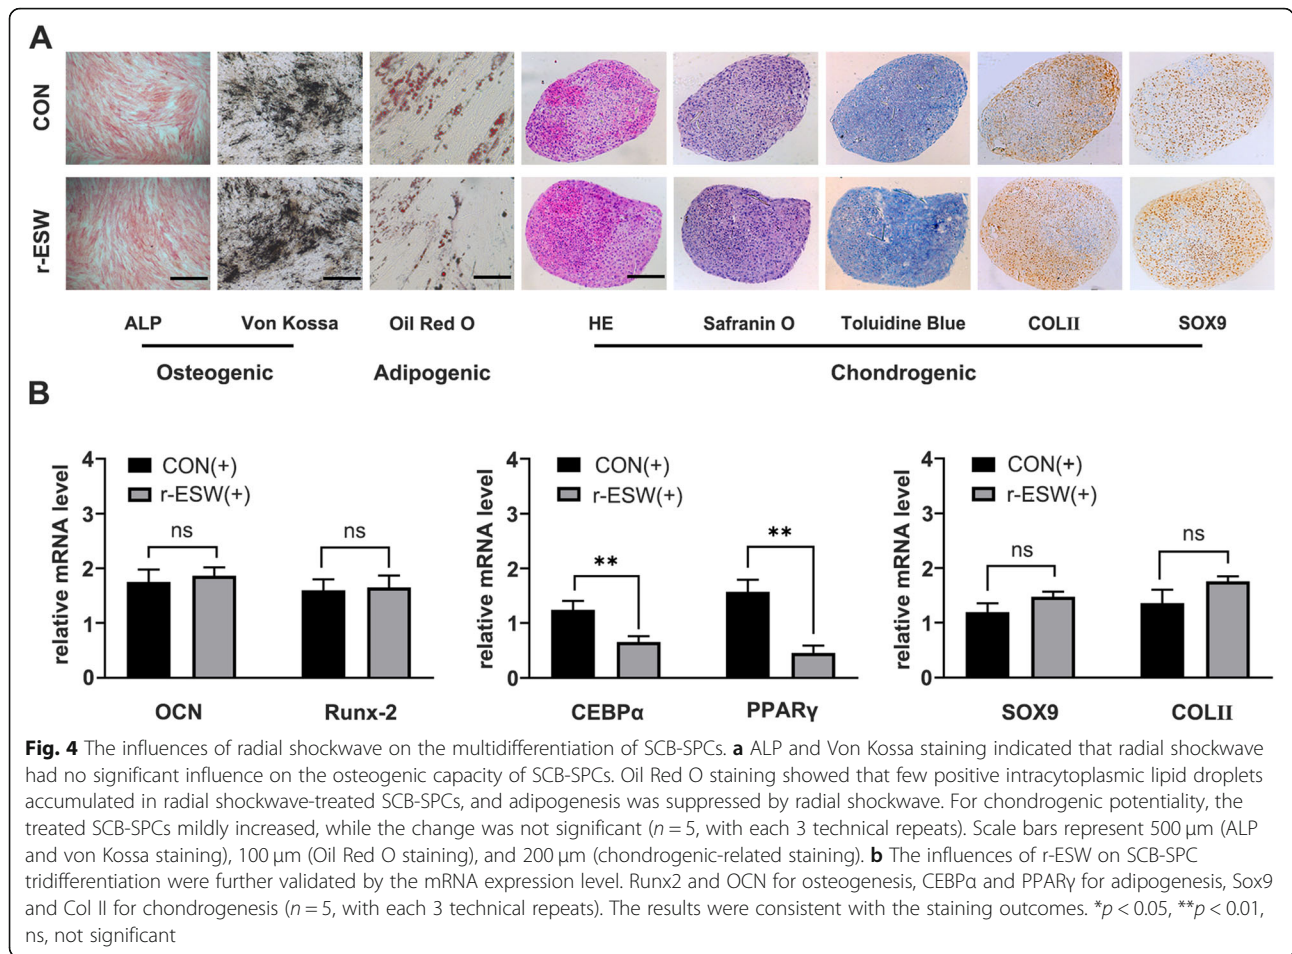 A
CON
r-ESW
ALP Von Kossa Oil Red O HE Safranin O Toluidine Blue COLII SOX9
Osteogenic Adipogenic Chondrogenic
B
relative mRNA level
4
3
2
1
0
CON(+)
r-ESW(+)
ns
ns
OCN Runx-2
relative mRNA level
4
3
2
1
0
CON(+)
r-ESW(+)
**
**
CEBPα PPARγ
relative mRNA level
4
3
2
1
0
CON(+)
r-ESW(+)
ns
ns
SOX9 COLII
Fig. 4 The influences of radial shockwave on the multidifferentiation of SCB-SPCs. a ALP and Von Kossa staining indicated that radial shockwave
had no significant influence on the osteogenic capacity of SCB-SPCs. Oil Red O staining showed that few positive intracytoplasmic lipid droplets
accumulated in radial shockwave-treated SCB-SPCs, and adipogenesis was suppressed by radial shockwave. For chondrogenic potentiality, the
treated SCB-SPCs mildly increased, while the change was not significant (n = 5, with each 3 technical repeats). Scale bars represent 500 μm (ALP
and von Kossa staining), 100 μm (Oil Red O staining), and 200 μm (chondrogenic-related staining). b The influences of r-ESW on SCB-SPC
tridifferentiation were further validated by the mRNA expression level. Runx2 and OCN for osteogenesis, CEBPα and PPARγ for adipogenesis, Sox9
and Col II for chondrogenesis (n = 5, with each 3 technical repeats). The results were consistent with the staining outcomes. *p < 0.05, **p < 0.01,
ns, not significant